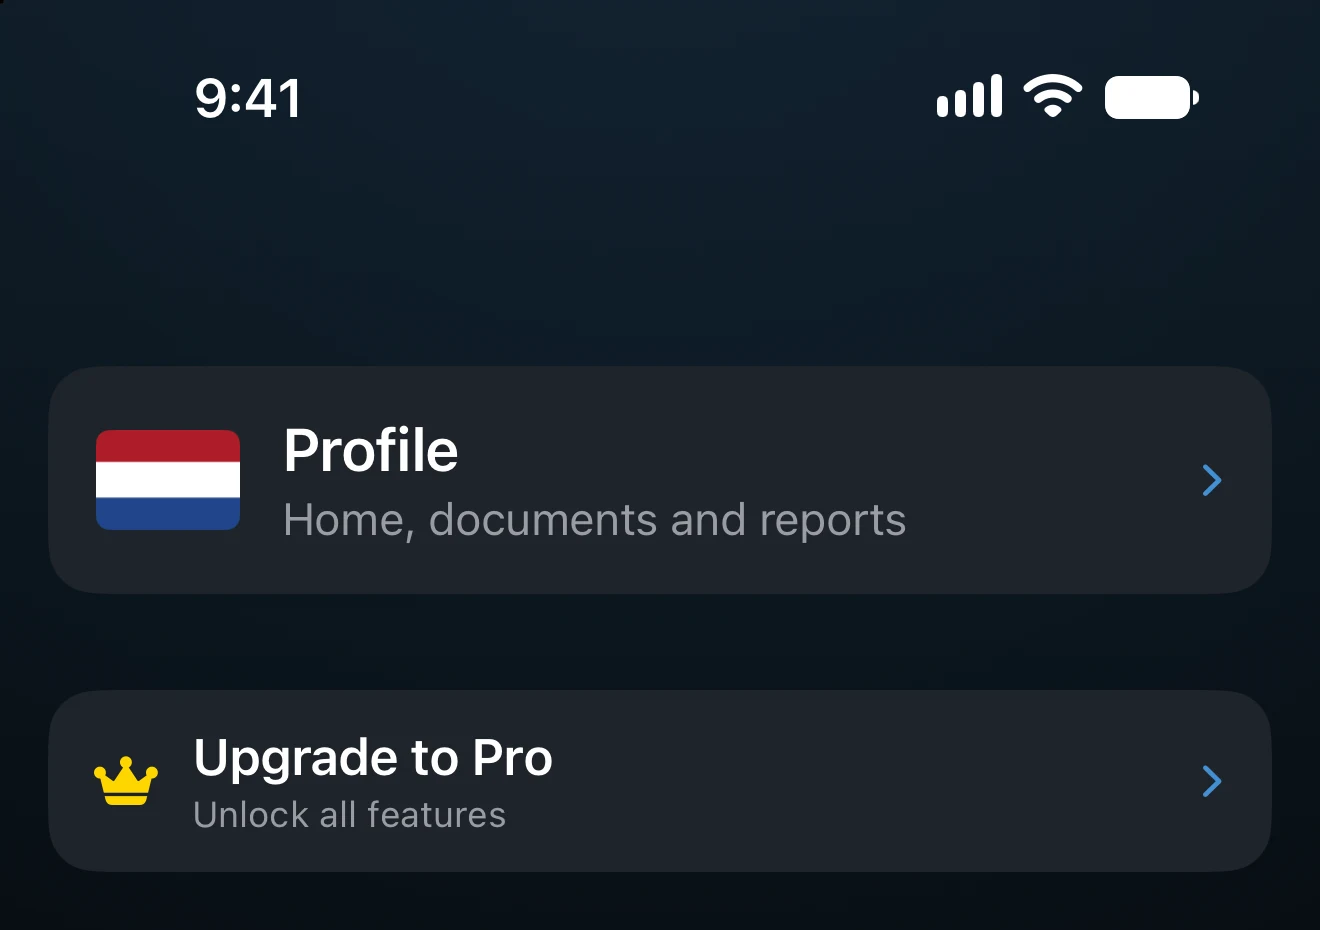 9:41
Profile
Home, documents and reports
Upgrade to Pro
Unlock all features